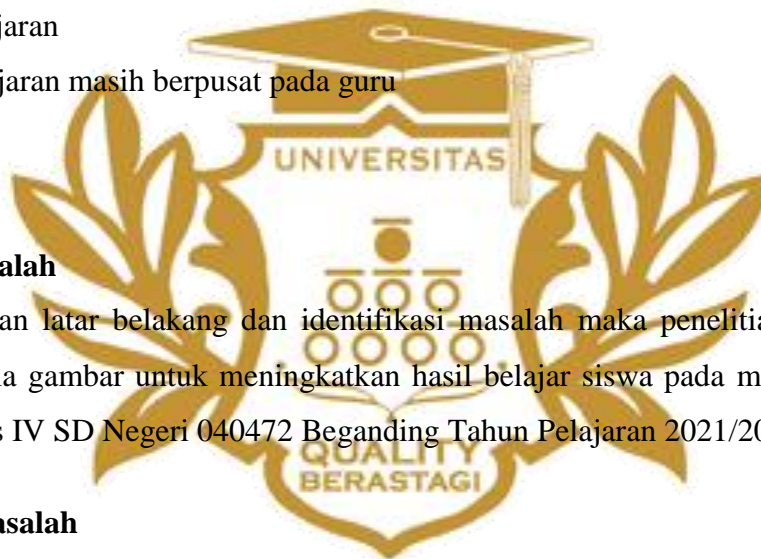 jaran
jaran masih berpusat pada guru
UNIVERSITAS
alah
an latar belakang dan identifikasi masalah maka penelitia
a gambar untuk meningkatkan hasil belajar siswa pada m
s IV SD Negeri 040472 Beganding Tahun Pelajaran 2021/20
QUALITY
BERASTAGI
asalah